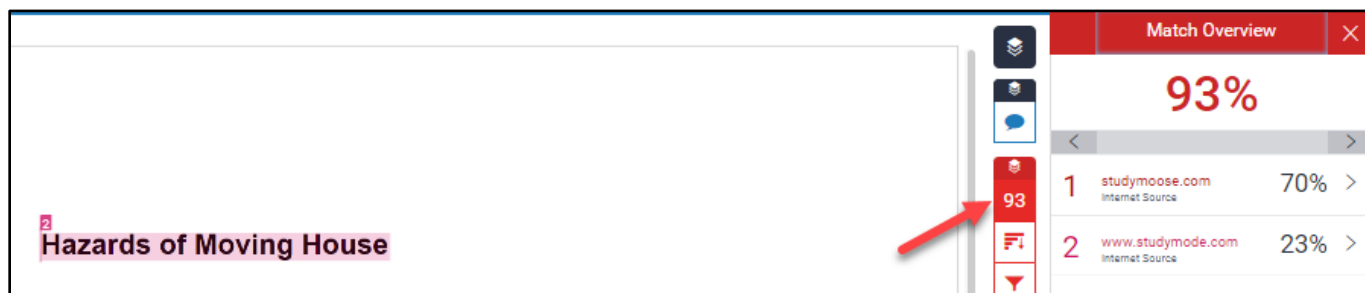 Match Overview
93%
93
1 studymoose.com 70%
Internet Source
2
Hazards of Moving House
2 www.studymode.com 23%
Internet Source